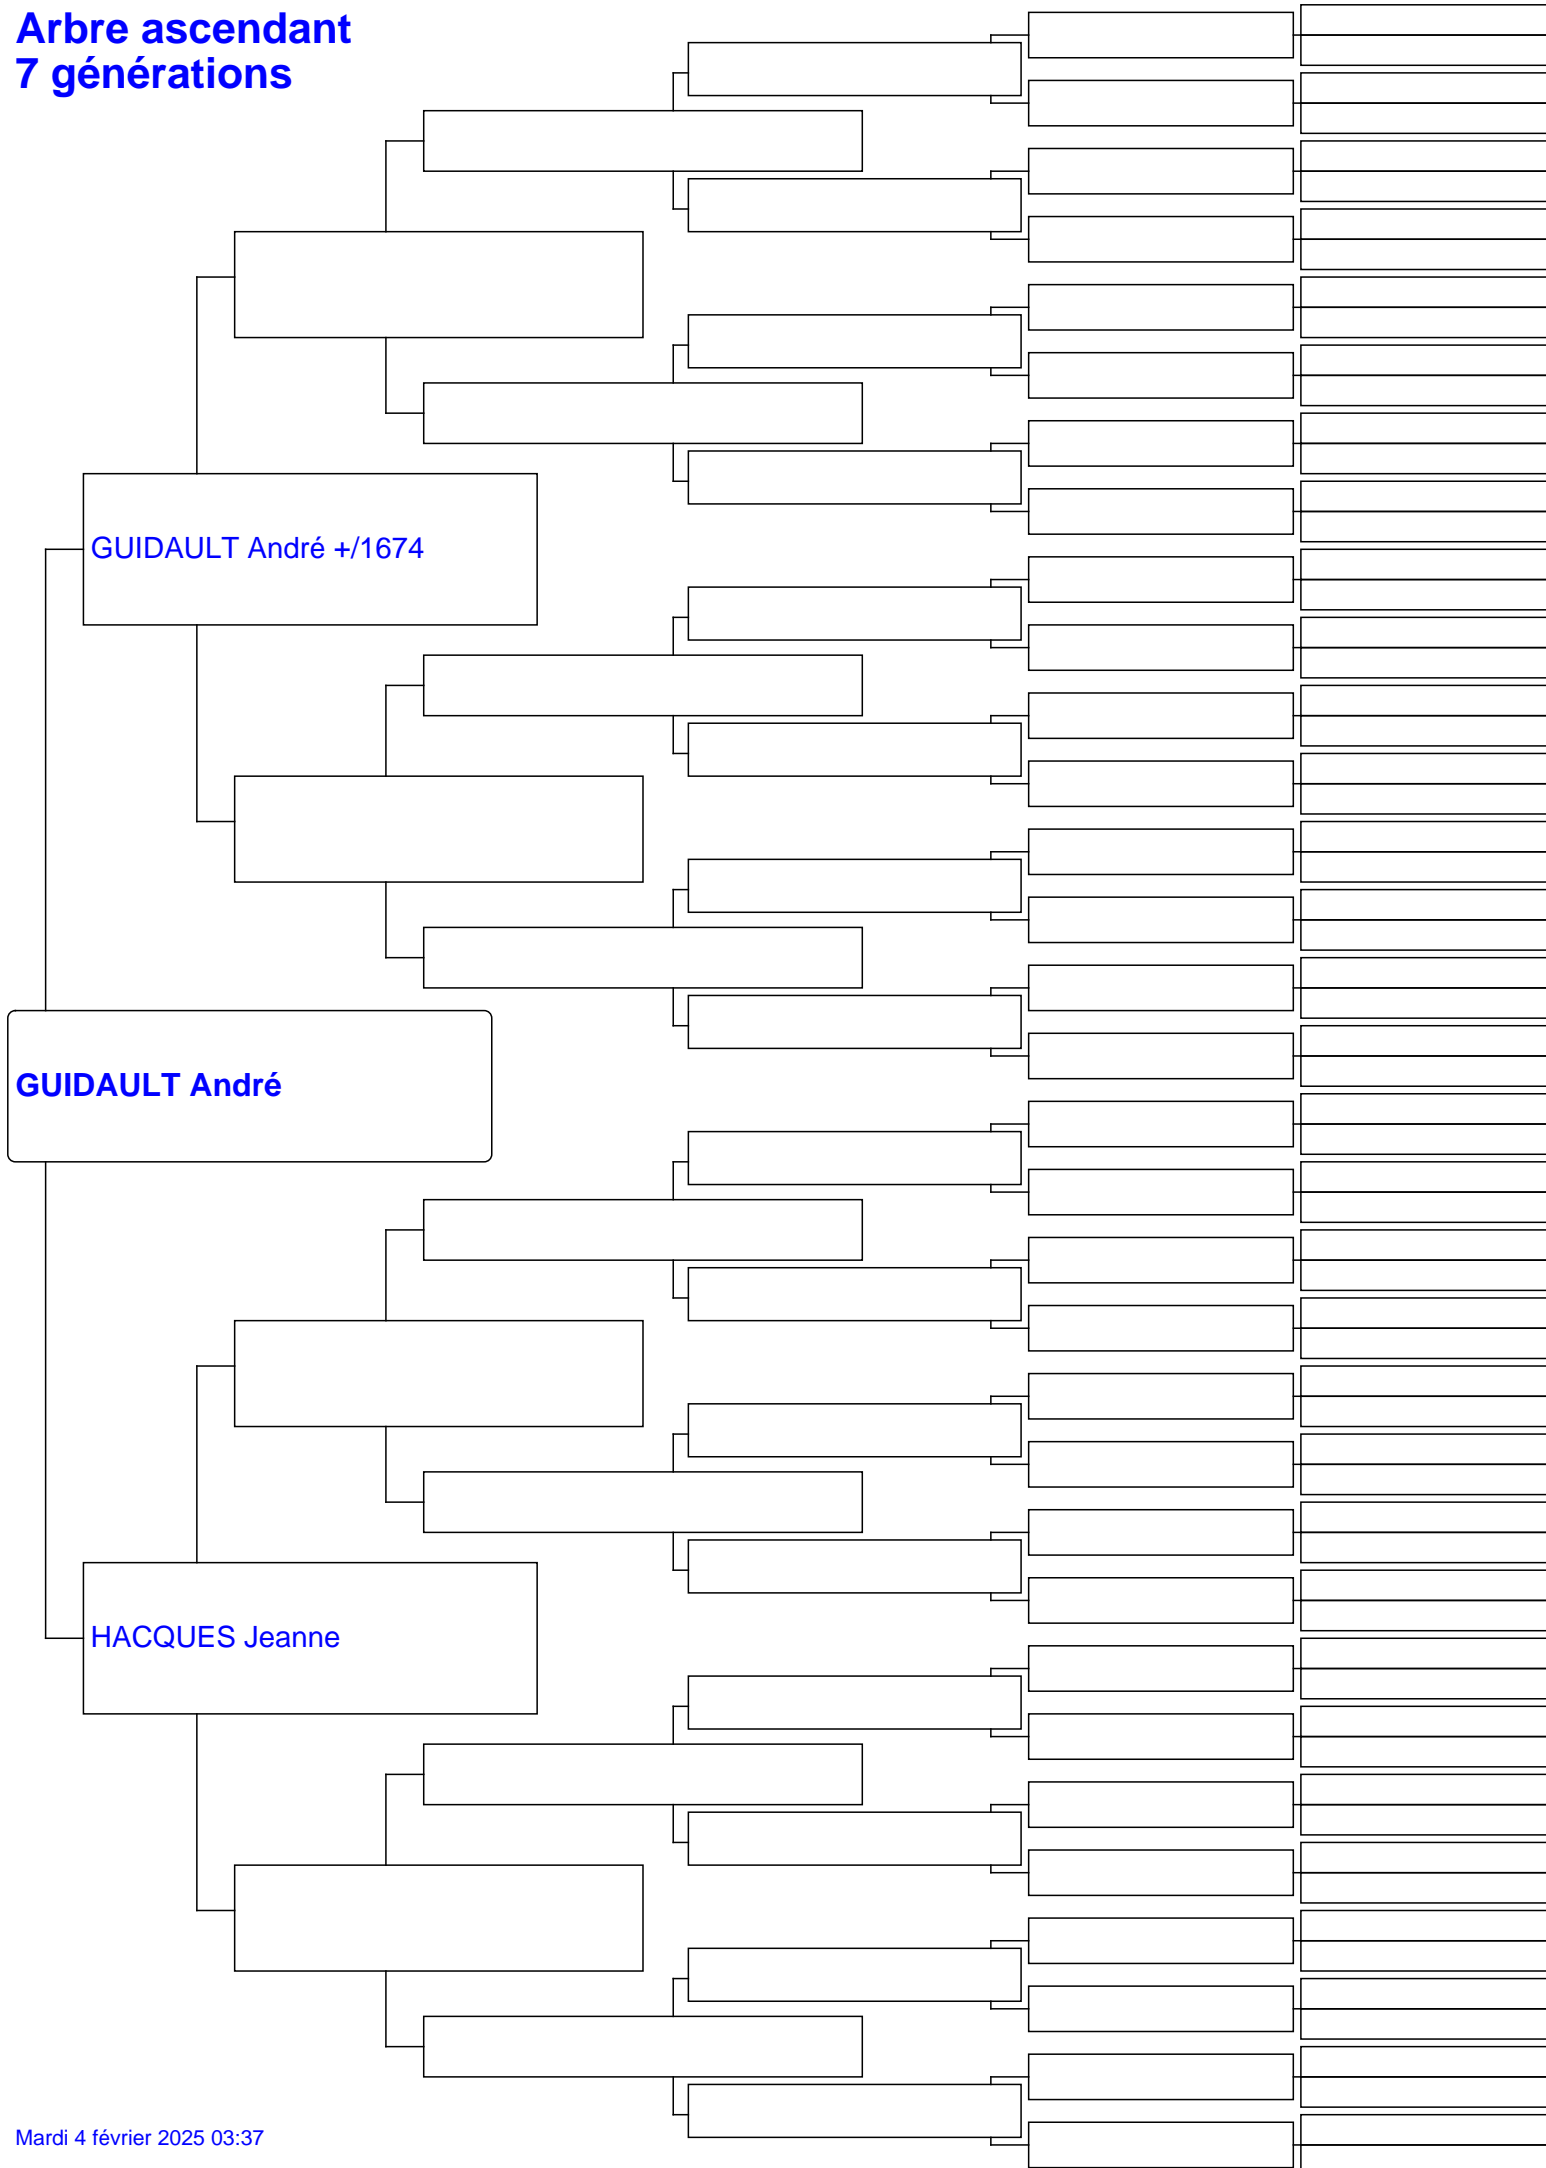 Arbre ascendant
7 générations
GUIDAULT André +/1674
GUIDAULT André
HACQUES Jeanne
Mardi 4 février 2025 03:37